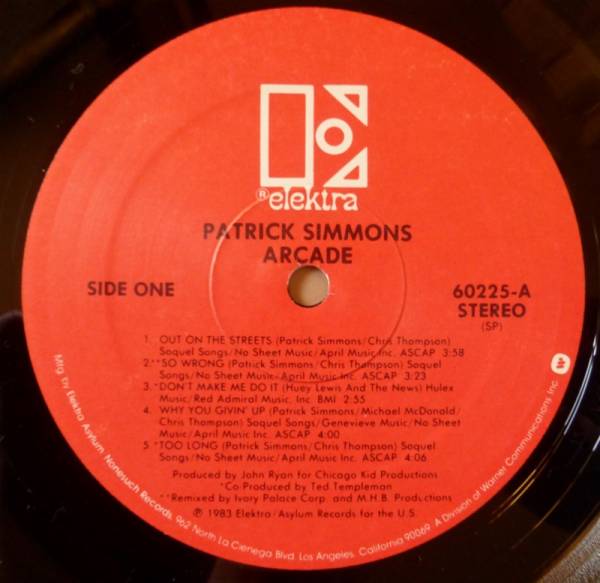 ® elektra
PATRICK SIMMONS
ARCADE
SIDE ONE
60225-A
STEREO
(SP)
1. OUT ON THE STREETS (Patrick Simmons/Chris Thompson)
Soquel Songs/No Sheet Music/April Music Inc. ASCAP 3:58
2. **SO WRONG (Patrick Simmons/Chris Thompson) Soquel
Songs/No Sheet Music/April Music Inc. ASCAP 3:23
3. *DON'T MAKE ME DO IT (Huey Lewis And The News) Hulex
Music/Red Admiral Music, Inc. BMI 2:55
4. WHY YOU GIVIN' UP (Patrick Simmons/Michael McDonald/
Chris Thompson) Soquel Songs/Genevieve Music/No Sheet
Music/April Music Inc. ASCAP 4:00
5. *TOO LONG (Patrick Simmons/Chris Thompson) Soquel
Songs/No Sheet Music/April Music Inc. ASCAP 4:06
Produced by John Ryan for Chicago Kid Productions
*Co-Produced by Ted Templeman
**Remixed by Ivory Palace Corp. and M.H.B. Productions
℗ 1983 Elektra/Asylum Records for the U.S.
Mfg. by Elektra Asylum Nonesuch Records, 962 North La Cienega Blvd. Los Angeles, California 90069. A Division of Warner Communications Inc.